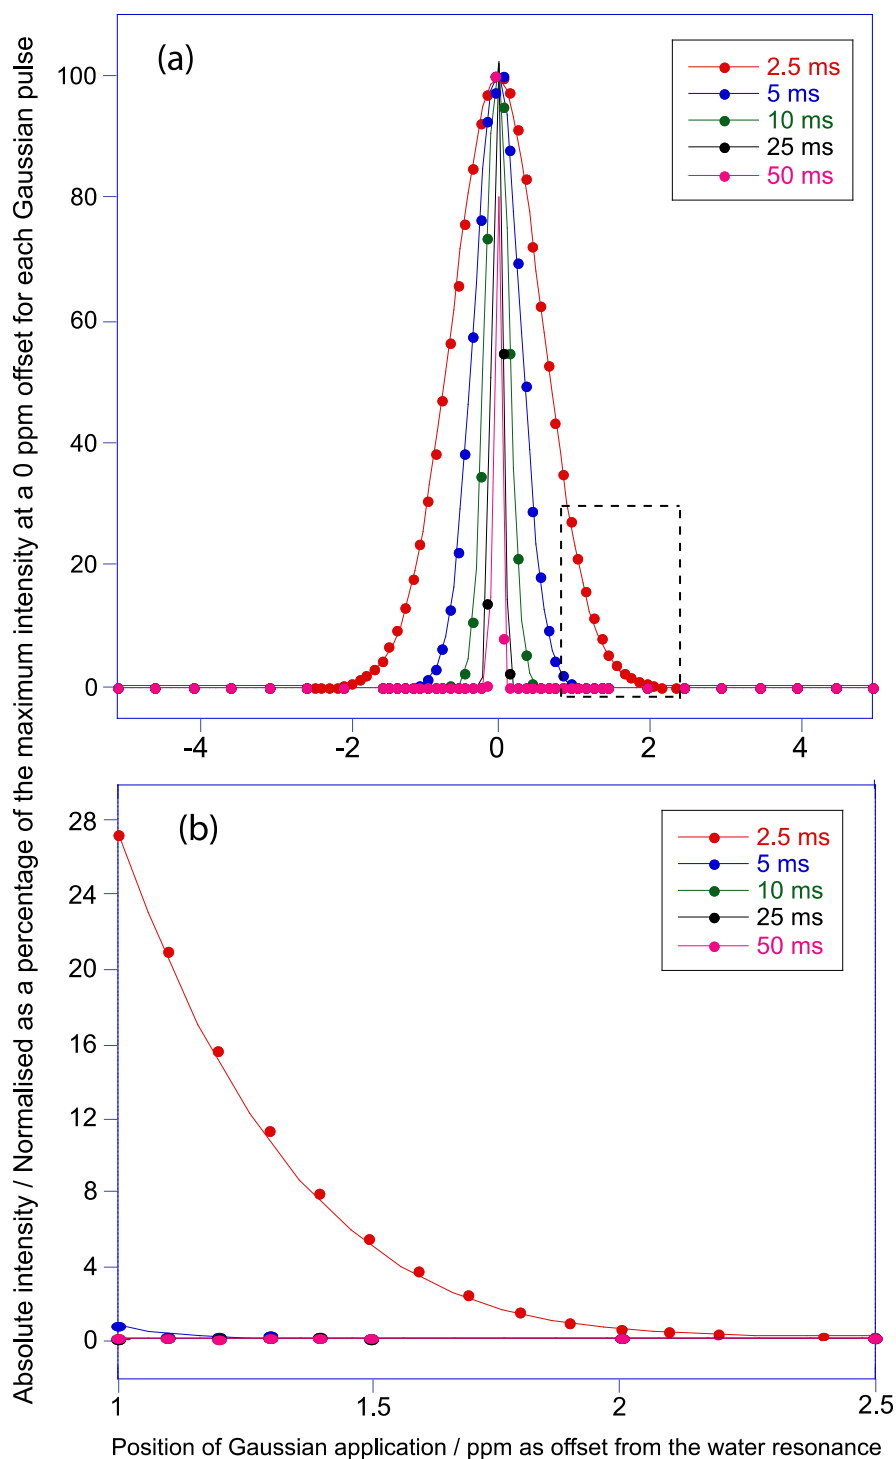 Absolute intensity / Normalised as a percentage of the maximum intensity at a 0 ppm offset for each Gaussian pulse
(a)
2.5 ms
5 ms
10 ms
25 ms
50 ms
100
80
60
40
20
0
-4 -2 0 2 4
(b)
2.5 ms
5 ms
10 ms
25 ms
50 ms
28
24
20
16
12
8
4
0
1 1.5 2 2.5
Position of Gaussian application / ppm as offset from the water resonance